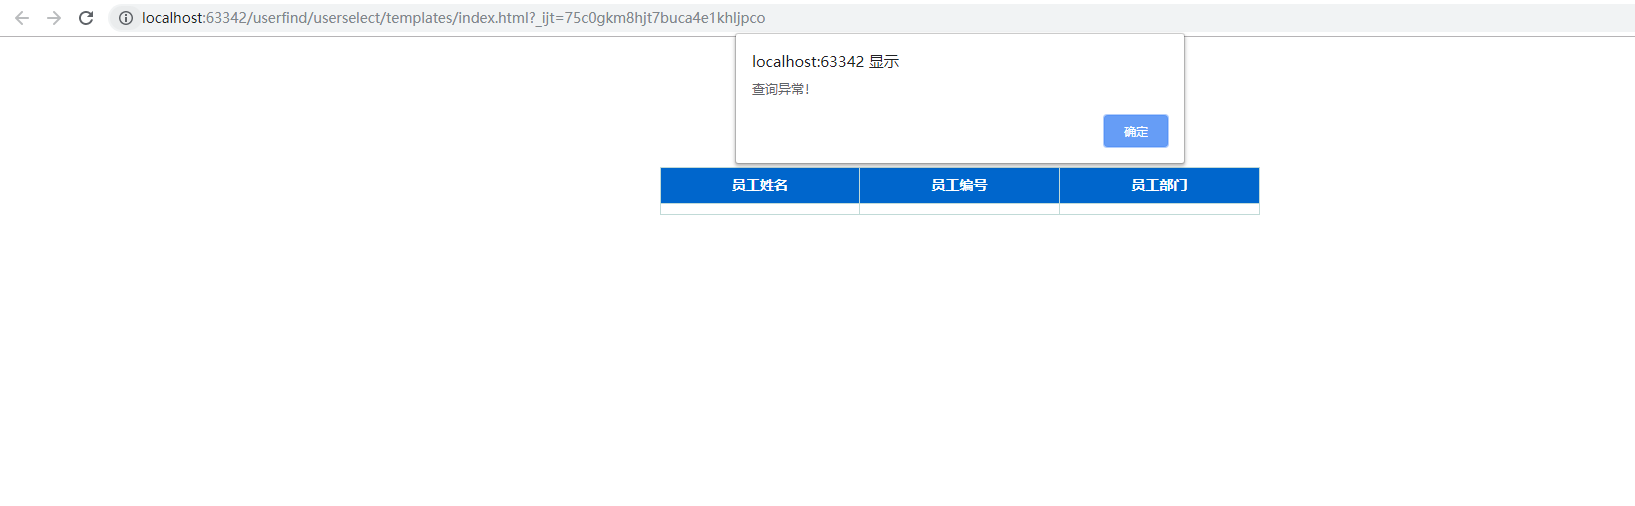 localhost:63342/userfind/userselect/templates/index.html?_ijt=75c0gkm8hjt7buca4e1khljpco
localhost:63342 显示
查询异常!
确定
员工姓名 员工编号 员工部门